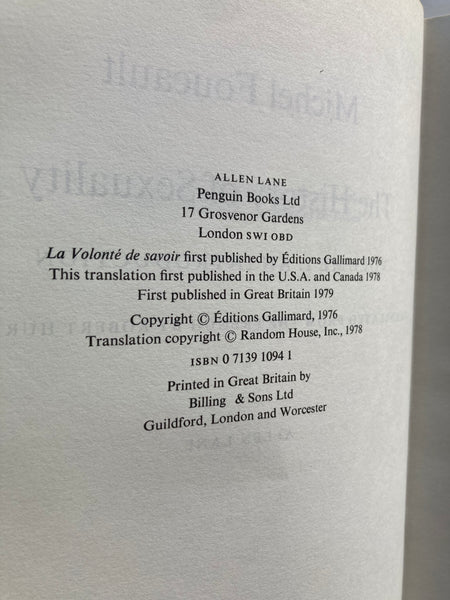 ALLEN LANE
Penguin Books Ltd
17 Grosvenor Gardens
London SW1 OBD
La Volonté de savoir first published by Éditions Gallimard 1976
This translation first published in the U.S.A. and Canada 1978
First published in Great Britain 1979
Copyright © Éditions Gallimard, 1976
Translation copyright © Random House, Inc., 1978
ISBN 0 7139 1094 1
Printed in Great Britain by
Billing & Sons Ltd
Guildford, London and Worcester